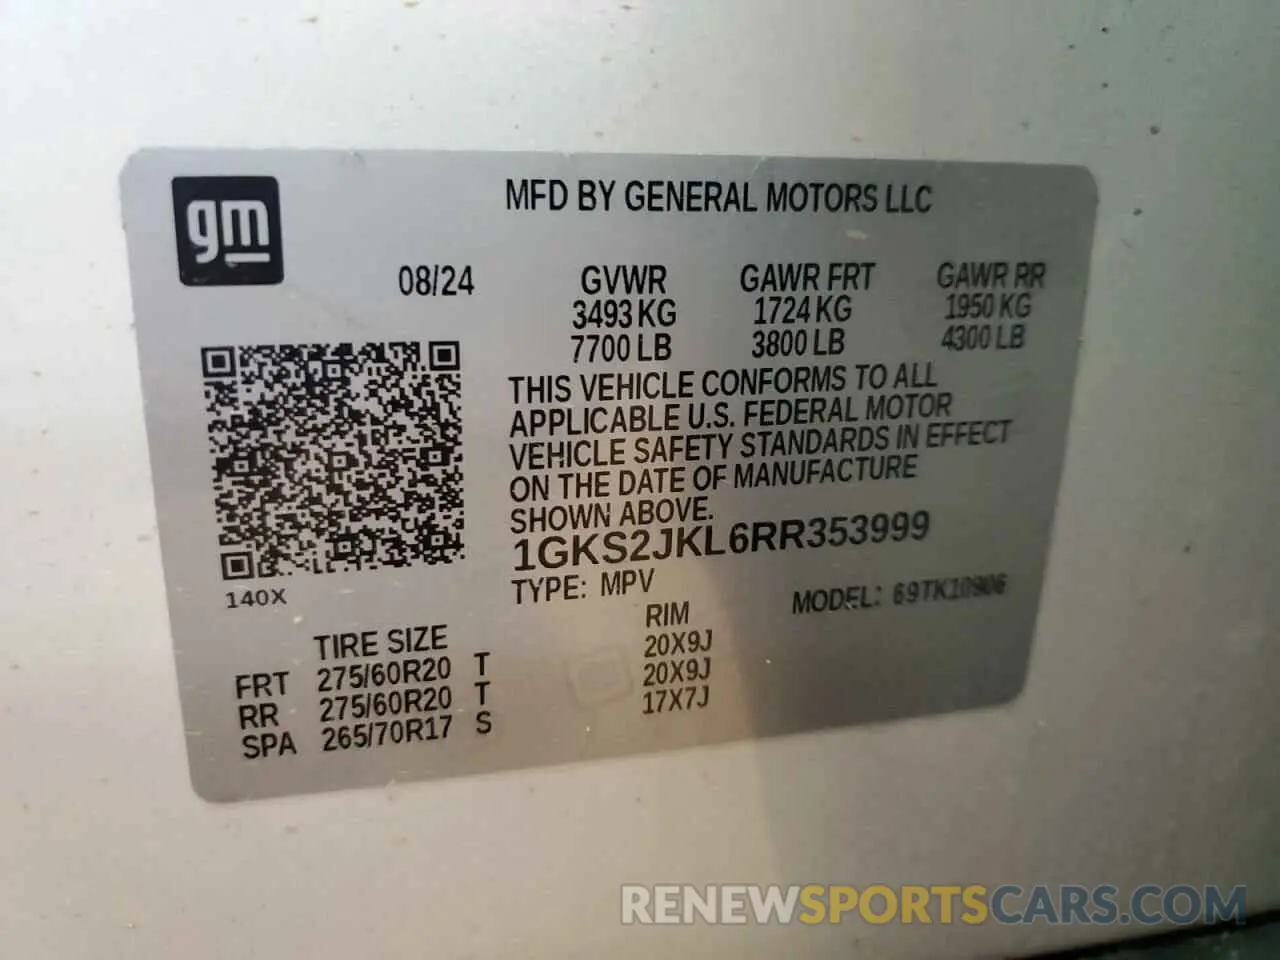 gm
MFD BY GENERAL MOTORS LLC
08/24
GVWR GAWR FRT GAWR RR
3493 KG 1724 KG 1950 KG
7700 LB 3800 LB 4300 LB
THIS VEHICLE CONFORMS TO ALL
APPLICABLE U.S. FEDERAL MOTOR
VEHICLE SAFETY STANDARDS IN EFFECT
ON THE DATE OF MANUFACTURE
SHOWN ABOVE.
1GKS2JKL6RR353999
140X
TYPE: MPV MODEL: 69TK10906
TIRE SIZE RIM
FRT 275/60R20 T 20X9J
RR 275/60R20 T 20X9J
SPA 265/70R17 S 17X7J
RENEWSPORTSCARS.COM